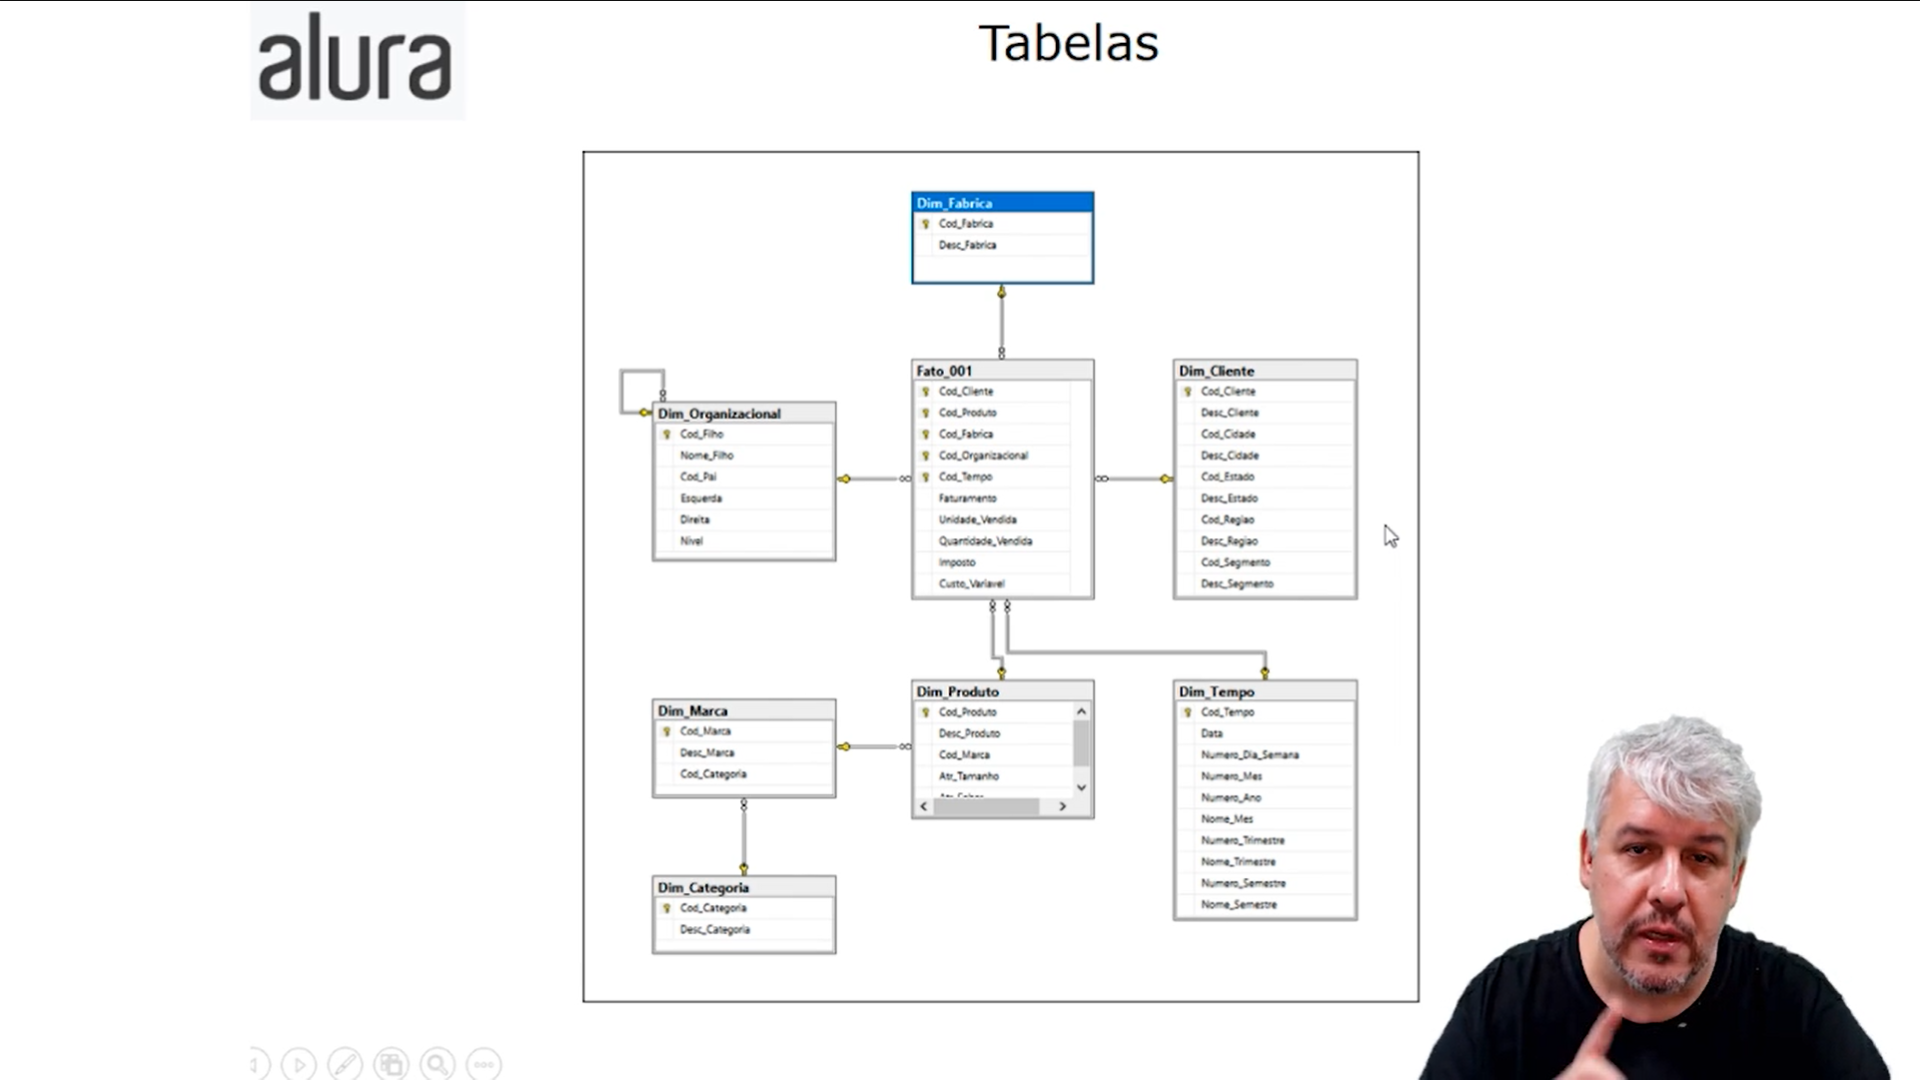 alura
Tabelas
Dim_Fabrica
Cod_Fabrica
Desc_Fabrica
Dim_Organizacional
Cod_Filho
Nome_Filho
Cod_Pai
Esquerda
Direita
Nivel
Fato_001
Cod_Cliente
Cod_Produto
Cod_Fabrica
Cod_Organizacional
Cod_Tempo
Faturamento
Unidade_Vendida
Quantidade_Vendida
Imposto
Custo_Variavel
Dim_Cliente
Cod_Cliente
Desc_Cliente
Cod_Cidade
Desc_Cidade
Cod_Estado
Desc_Estado
Cod_Regiao
Desc_Regiao
Cod_Segmento
Desc_Segmento
Dim_Marca
Cod_Marca
Desc_Marca
Cod_Categoria
Dim_Produto
Cod_Produto
Desc_Produto
Cod_Marca
Atr_Tamanho
Dim_Tempo
Cod_Tempo
Data
Numero_Dia_Semana
Numero_Mes
Numero_Ano
Nome_Mes
Numero_Trimestre
Nome_Trimestre
Numero_Semestre
Nome_Semestre
Dim_Categoria
Cod_Categoria
Desc_Categoria